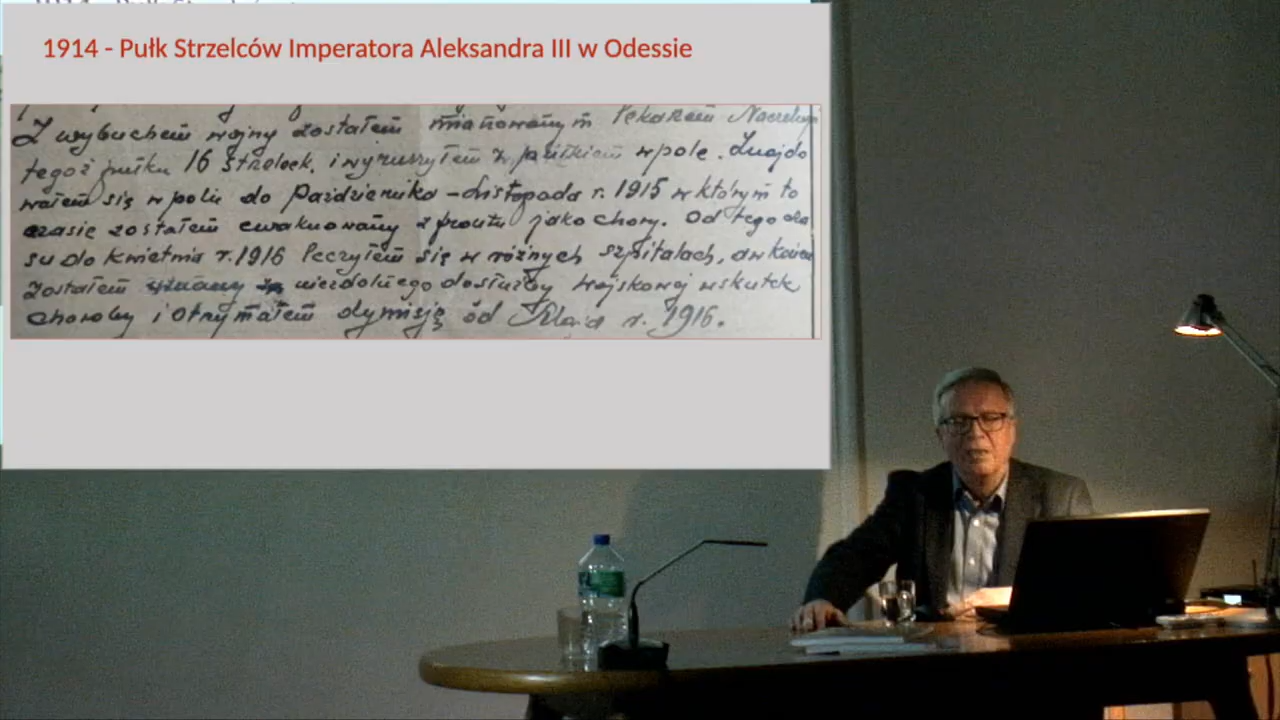 1914 - Pułk Strzelców Imperatora Aleksandra III w Odessie
Z wybuchem wojny zostałem mianowanym lekarzem Naczelnym
tegoż pułku 16 Strzeleck. i wyruszyłem z pułkiem w pole. Znajdo
wałem się w polu do Października – Listopada r. 1915 w którym to
czasie zostałem ewakuowany z frontu jako chory. Od tego cza
su do kwietnia r. 1916 leczyłem się w różnych szpitalach, aw końcu
zostałem uznany za niezdolnego do służby wojskowej wskutek
choroby i otrzymałem dymisję od Maja r. 1916.